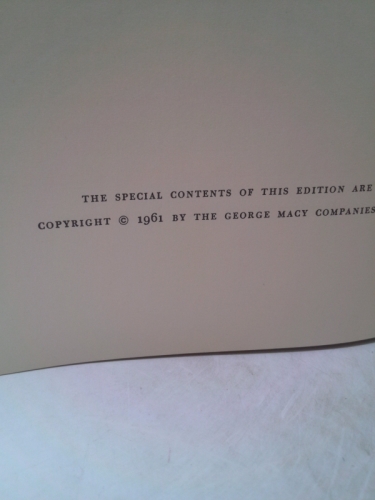 THE SPECIAL CONTENTS OF THIS EDITION ARE
COPYRIGHT © 1961 BY THE GEORGE MACY COMPANIES